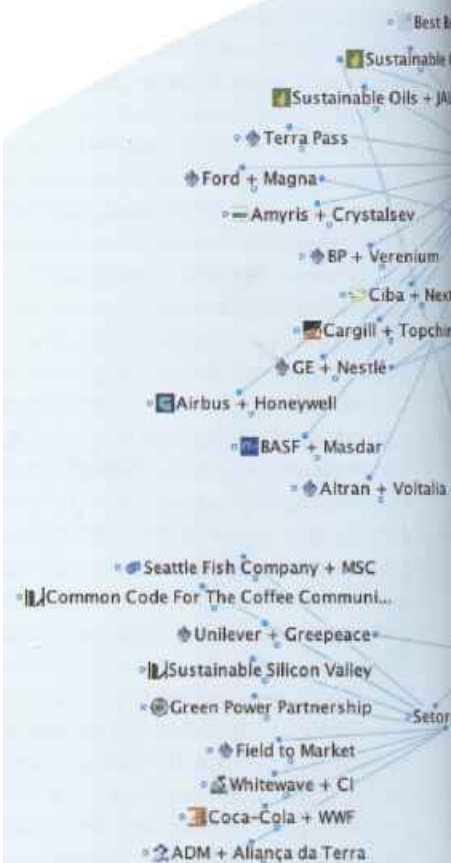 Best
Sustainable
Sustainable Oils +
Terra Pass
Ford + Magna
Amyris + Crystalsev
BP + Verenium
Ciba + Next
Cargill +
GE + Nestlé
Airbus + Honeywell
BASF + Masdar
Altran + Voltalia
Seattle Fish Company + MSC
Common Code For The Coffee Communi...
Unilever + Greepeace
Sustainable Silicon Valley
Green Power Partnership
Setor
Field to Market
Whitewave + CI
Coca-Cola + WWF
ADM + Aliança da Terra